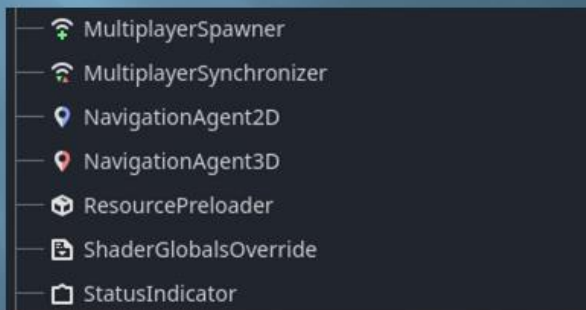 MultiplayerSpawner
MultiplayerSynchronizer
NavigationAgent2D
NavigationAgent3D
ResourcePreloader
ShaderGlobalsOverride
StatusIndicator